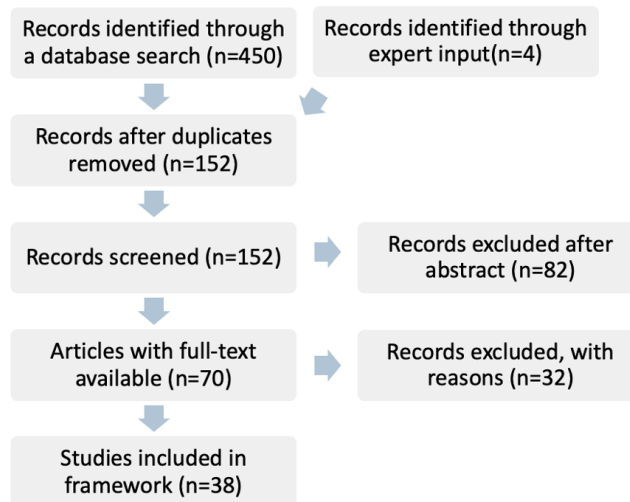 Records identified through
a database search (n=450)
Records identified through
expert input(n=4)
Records after duplicates
removed (n=152)
Records screened (n=152)
Records excluded after
abstract (n=82)
Articles with full-text
available (n=70)
Records excluded, with
reasons (n=32)
Studies included in
framework (n=38)